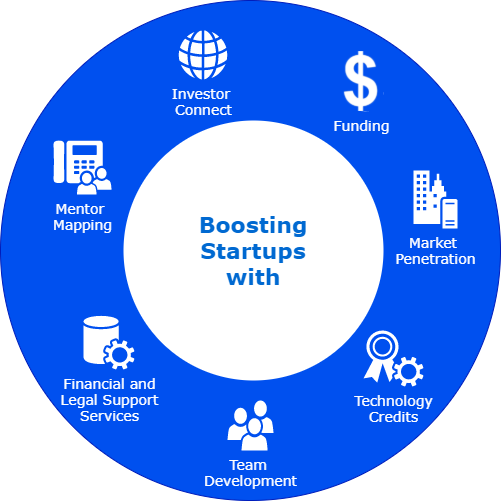 Boosting
Startups
with
Investor
Connect
Funding
Market
Penetration
Technology
Credits
Team
Development
Financial and
Legal Support
Services
Mentor
Mapping